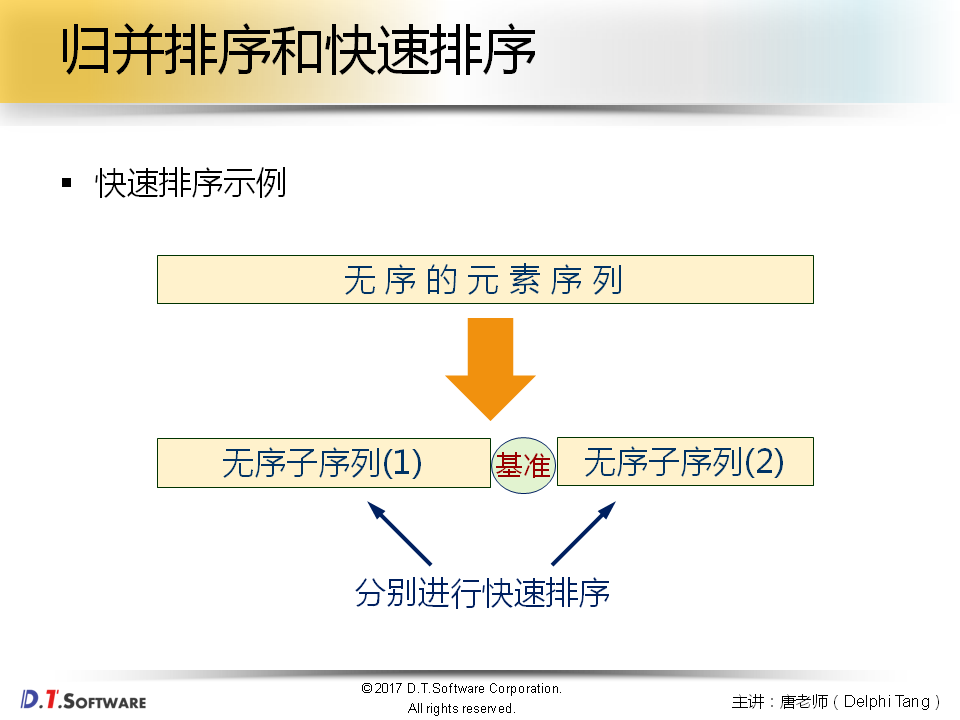 归并排序和快速排序
▪ 快速排序示例
无序的元素序列
无序子序列(1)
基准
无序子序列(2)
分别进行快速排序
D.T.SOFTWARE
©2017 D.T.Software Corporation.
All rights reserved.
主讲：唐老师（Delphi Tang）